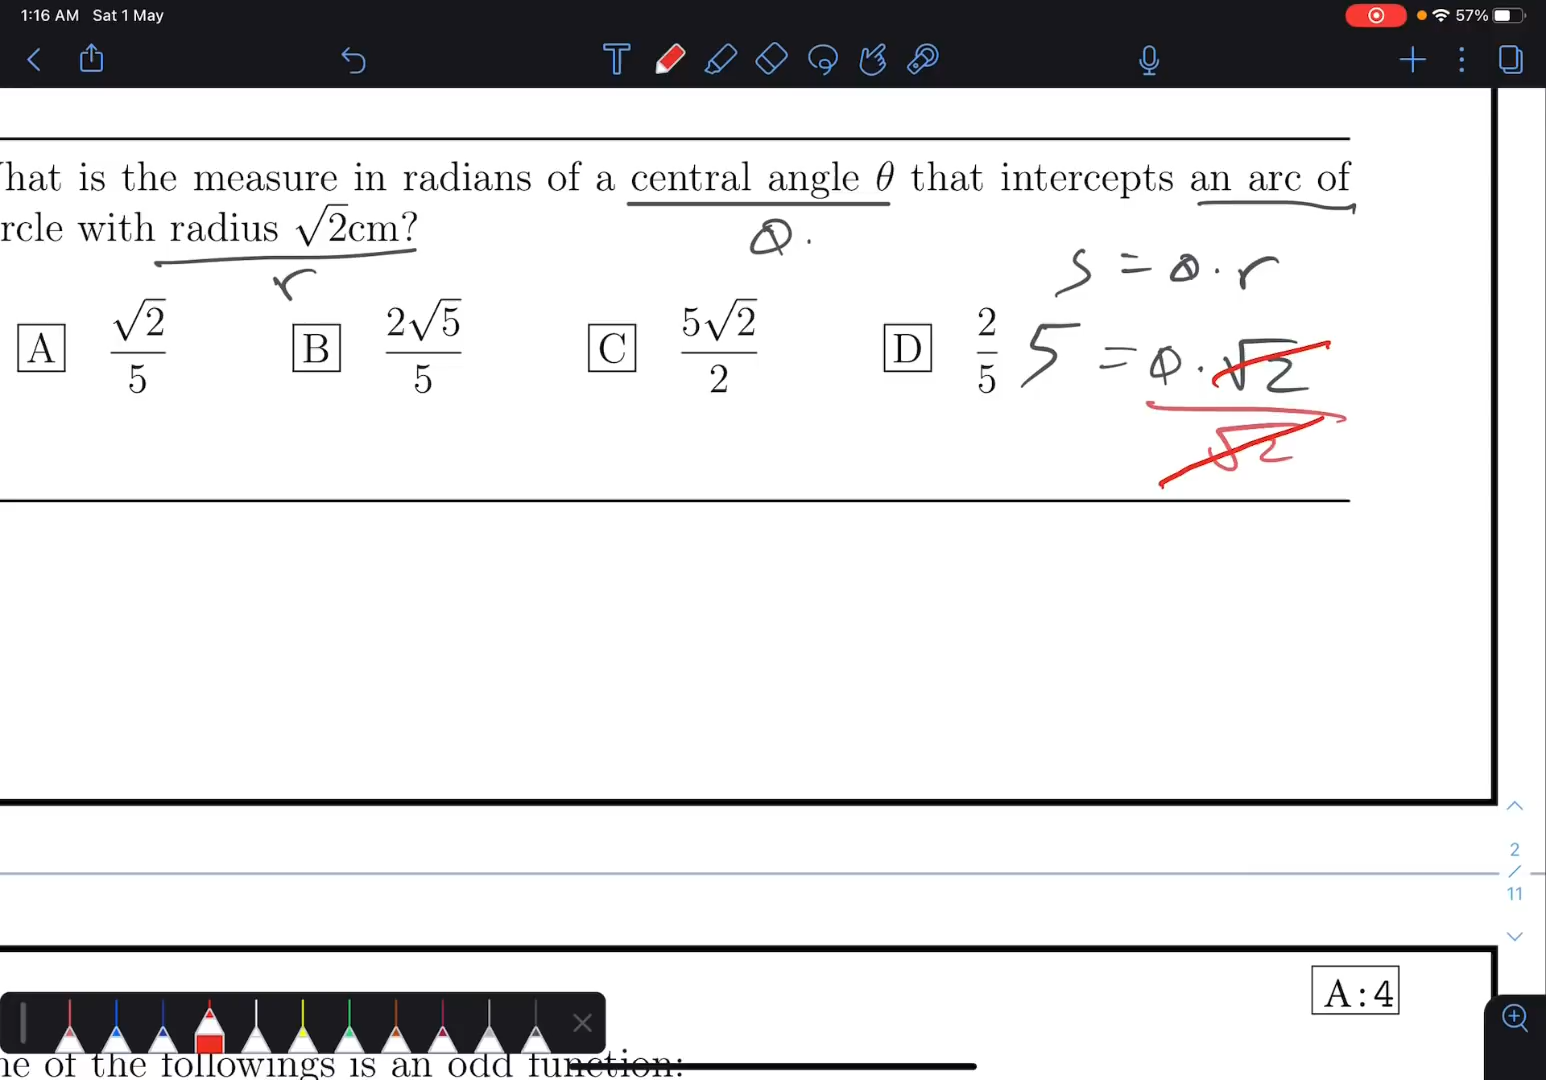 1:16 AM Sat 1 May 57%
hat is the measure in radians of a central angle θ that intercepts an arc of
rcle with radius √2cm?
θ.
r
s = θ·r
A √2/5 B 2√5/5 C 5√2/2 D 2/5
5 = θ·√2
√2
2
/
11
A:4
ne of the followings is an odd function: